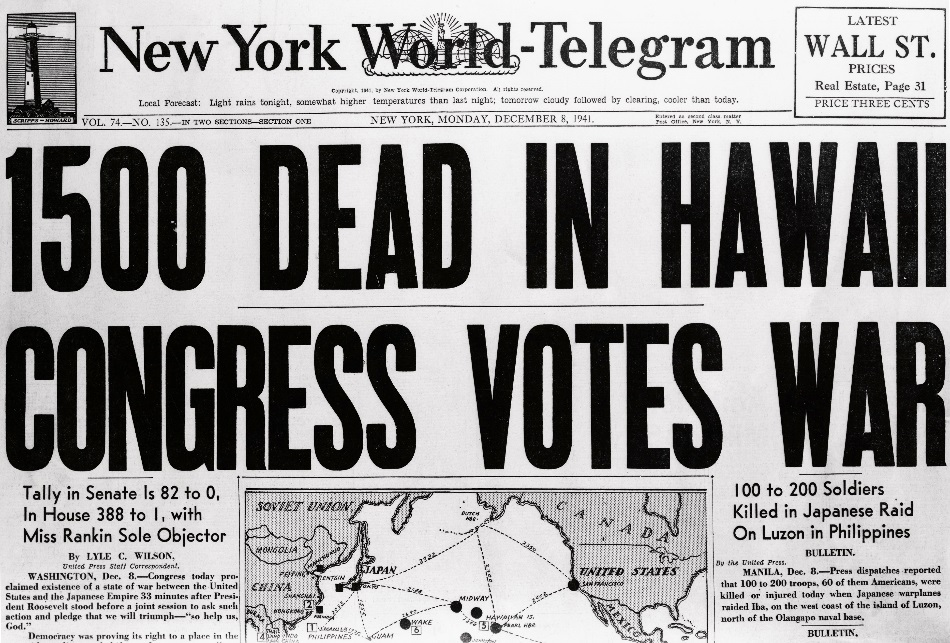 SCRIPPS-HOWARD
New York World-Telegram
Copyright, 1941, by New York World-Telegram Corporation. All rights reserved.
Local Forecast: Light rains tonight, somewhat higher temperatures than last night; tomorrow cloudy followed by clearing, cooler than today.
LATEST
WALL ST.
PRICES
Real Estate, Page 31
PRICE THREE CENTS
VOL. 74.—NO. 135.—IN TWO SECTIONS—SECTION ONE
NEW YORK, MONDAY, DECEMBER 8, 1941.
Entered as second class matter
Post Office, New York, N. Y.
1500 DEAD IN HAWAII
CONGRESS VOTES WAR
Tally in Senate Is 82 to 0,
In House 388 to 1, with
Miss Rankin Sole Objector
By LYLE C. WILSON,
United Press Staff Correspondent.
WASHINGTON, Dec. 8.—Congress today pro-
claimed existence of a state of war between the United
States and the Japanese Empire 33 minutes after Presi-
dent Roosevelt stood before a joint session to ask such
action and pledge that we will triumph—"so help us,
God."
Democracy was proving its right to a place in the
SOVIET UNION
MONGOLIA
CHINA
JAPAN
DUTCH
CANADA
UNITED STATES
SAN FRANCISCO
MEXICO
MIDWAY
WAKE
6
GUAM
HAWAIIAN IS.
5
PHILIPPINES
1
2
4
100 to 200 Soldiers
Killed in Japanese Raid
On Luzon in Philippines
BULLETIN.
By the United Press.
MANILA, Dec. 8.—Press dispatches reported
that 100 to 200 troops, 60 of them Americans, were
killed or injured today when Japanese warplanes
raided Iba, on the west coast of the island of Luzon,
north of the Olangapo naval base.
BULLETIN.